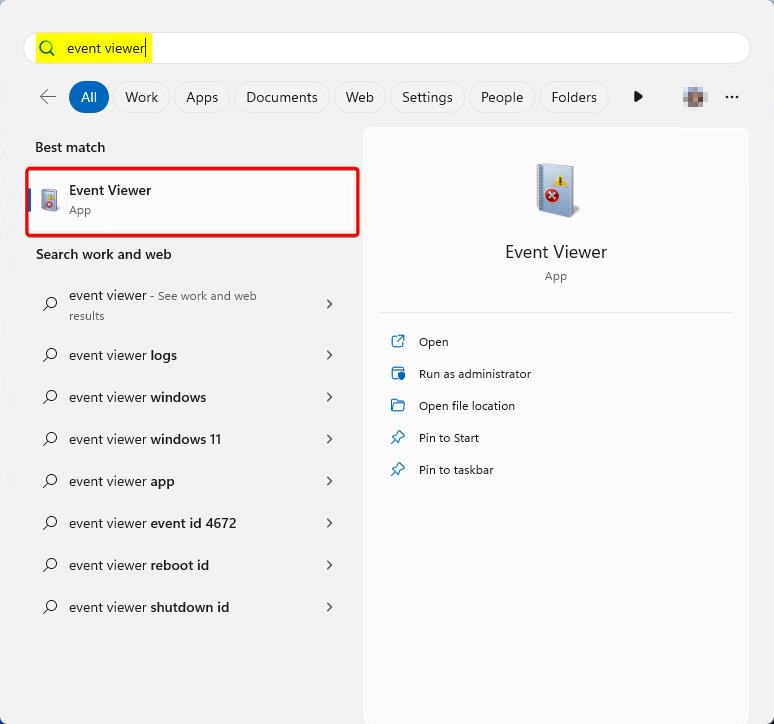 event viewer
All
Work
Apps
Documents
Web
Settings
People
Folders
Best match
Event Viewer
App
Search work and web
event viewer - See work and web
results
event viewer logs
event viewer windows
event viewer windows 11
event viewer app
event viewer event id 4672
event viewer reboot id
event viewer shutdown id
Event Viewer
App
Open
Run as administrator
Open file location
Pin to Start
Pin to taskbar